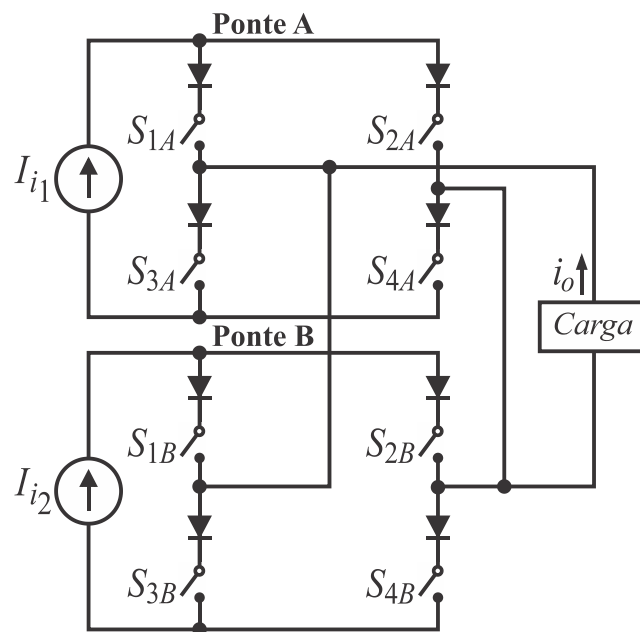 Ponte A
S1A
S2A
Ii1
S3A
S4A
io
Carga
Ponte B
S1B
S2B
Ii2
S3B
S4B